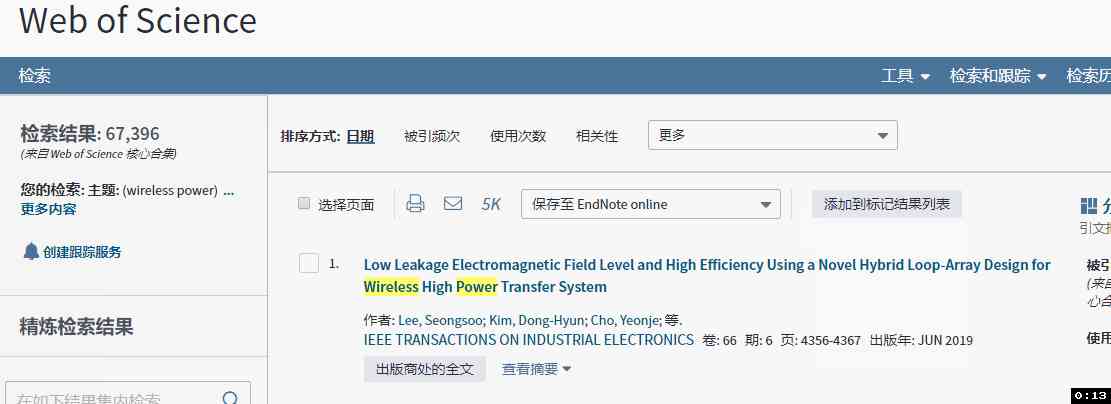 Web of Science
检索
工具 检索和跟踪 检索历
检索结果: 67,396
(来自 Web of Science 核心合集)
您的检索: 主题: (wireless power) ...
更多内容
创建跟踪服务
精炼检索结果
在如下结果集内检索
排序方式: 日期 被引频次 使用次数 相关性 更多
选择页面 5K 保存至 EndNote online 添加到标记结果列表
1. Low Leakage Electromagnetic Field Level and High Efficiency Using a Novel Hybrid Loop-Array Design for
Wireless High Power Transfer System
作者: Lee, Seongsoo; Kim, Dong-Hyun; Cho, Yeonje; 等.
IEEE TRANSACTIONS ON INDUSTRIAL ELECTRONICS 卷: 66 期: 6 页: 4356-4367 出版年: JUN 2019
出版商处的全文 查看摘要
被引
(来自
心合
使用
0:13